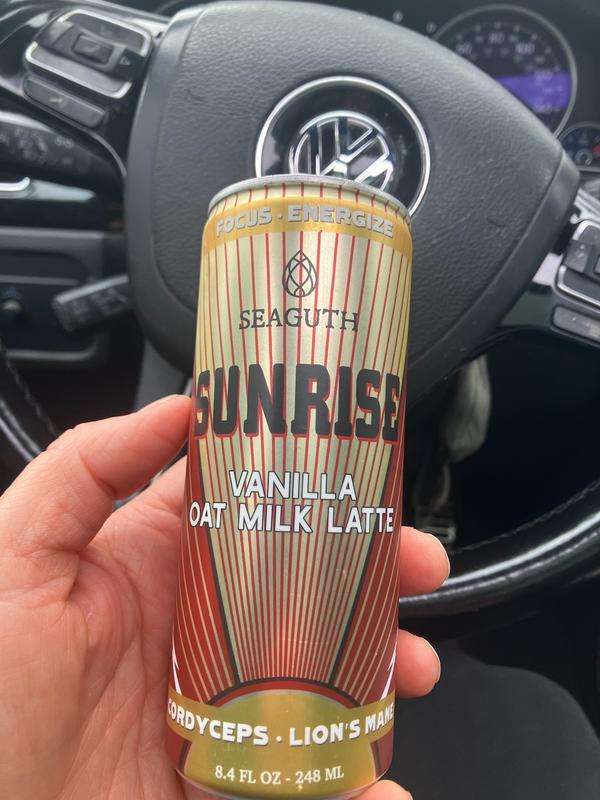 FOCUS · ENERGIZE
SEAGUTH
SUNRISE
VANILLA
OAT MILK LATTE
CORDYCEPS · LION'S MANE
8.4 FL OZ - 248 ML